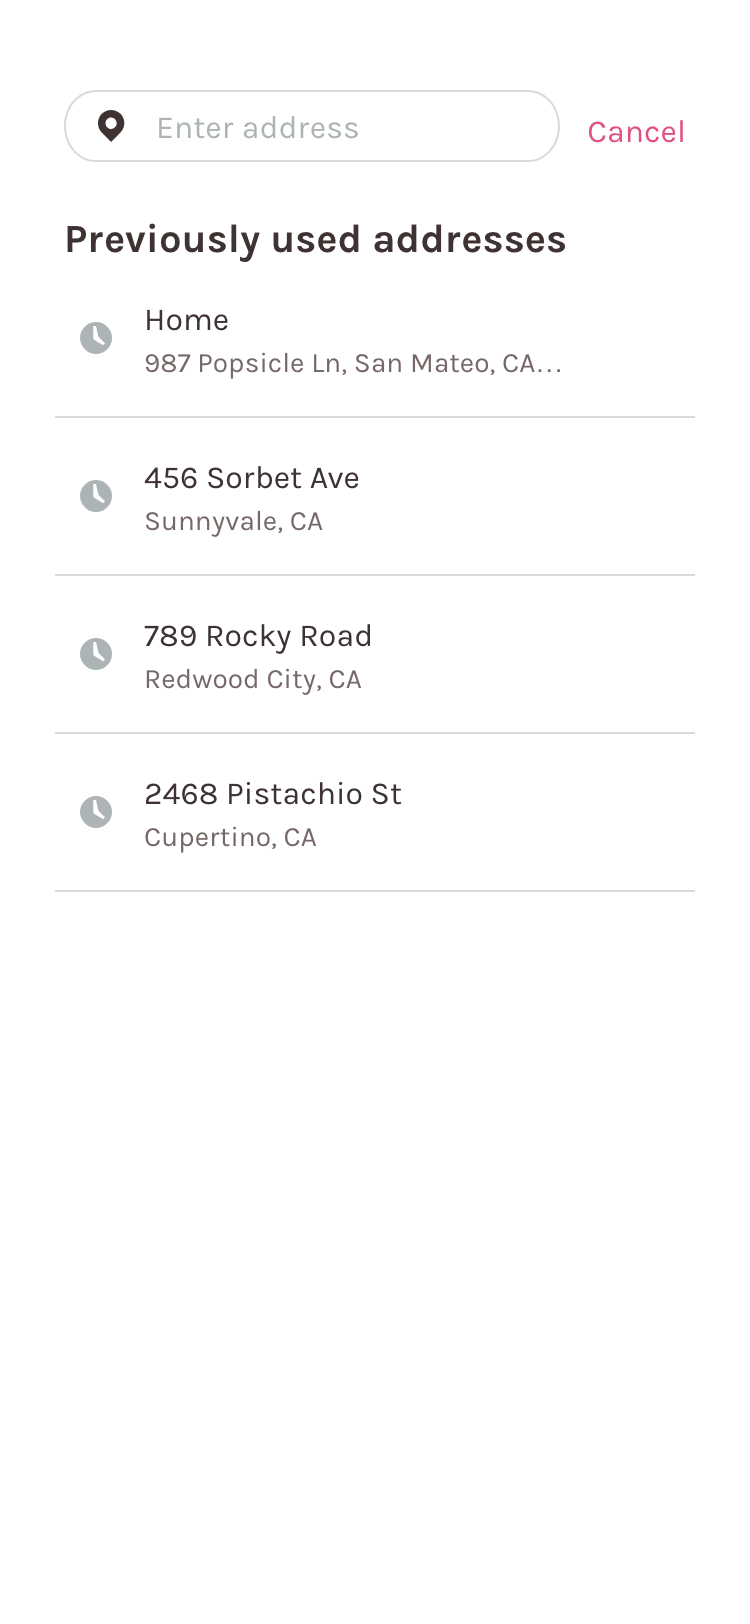 Enter address
Cancel
Previously used addresses
Home
987 Popsicle Ln, San Mateo, CA...
456 Sorbet Ave
Sunnyvale, CA
789 Rocky Road
Redwood City, CA
2468 Pistachio St
Cupertino, CA